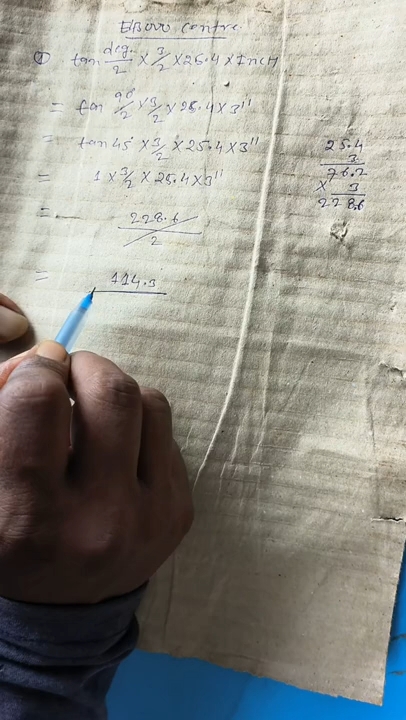 Elbow Centre
① tan deg./2 × 3/2 × 25.4 × Inch
= tan 90°/2 × 3/2 × 25.4 × 3"
= tan 45° × 3/2 × 25.4 × 3"
= 1 × 3/2 × 25.4 × 3"
= 228.6/2
= 114.3
25.4
3
76.2
× 3
228.6